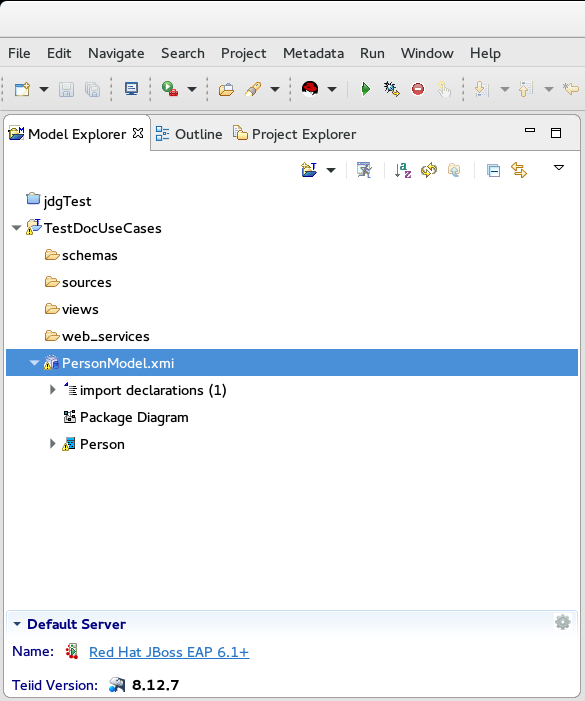 File Edit Navigate Search Project Metadata Run Window Help
Model Explorer Outline Project Explorer
jdgTest
TestDocUseCases
schemas
sources
views
web_services
PersonModel.xmi
import declarations (1)
Package Diagram
Person
Default Server
Name: Red Hat JBoss EAP 6.1+
Teiid Version: 8.12.7